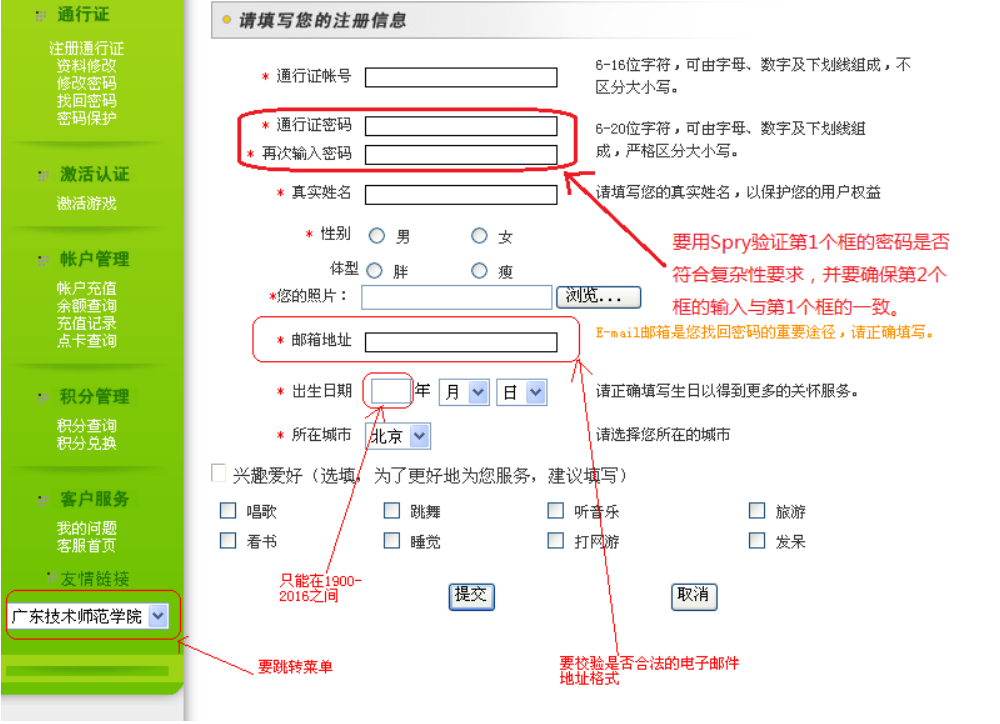 通行证
注册通行证
资料修改
修改密码
找回密码
密码保护
激活认证
激活游戏
帐户管理
帐户充值
余额查询
充值记录
点卡查询
积分管理
积分查询
积分兑换
客户服务
我的问题
客服首页
友情链接
广东技术师范学院
要跳转菜单
请填写您的注册信息
* 通行证帐号
6-16位字符，可由字母、数字及下划线组成，不
区分大小写。
* 通行证密码
* 再次输入密码
6-20位字符，可由字母、数字及下划线组
成，严格区分大小写。
* 真实姓名
请填写您的真实姓名，以保护您的用户权益
* 性别 男 女
体型 胖 瘦
要用Spry验证第1个框的密码是否
符合复杂性要求，并要确保第2个
框的输入与第1个框的一致。
*您的照片： 浏览...
* 邮箱地址
E-mail邮箱是您找回密码的重要途径，请正确填写。
* 出生日期 年 月 日
请正确填写生日以得到更多的关怀服务。
* 所在城市 北京
请选择您所在的城市
兴趣爱好（选填，为了更好地为您服务，建议填写）
唱歌 跳舞 听音乐 旅游
看书 睡觉 打网游 发呆
只能在1900-
2016之间
提交 取消
要校验是否合法的电子邮件
地址格式